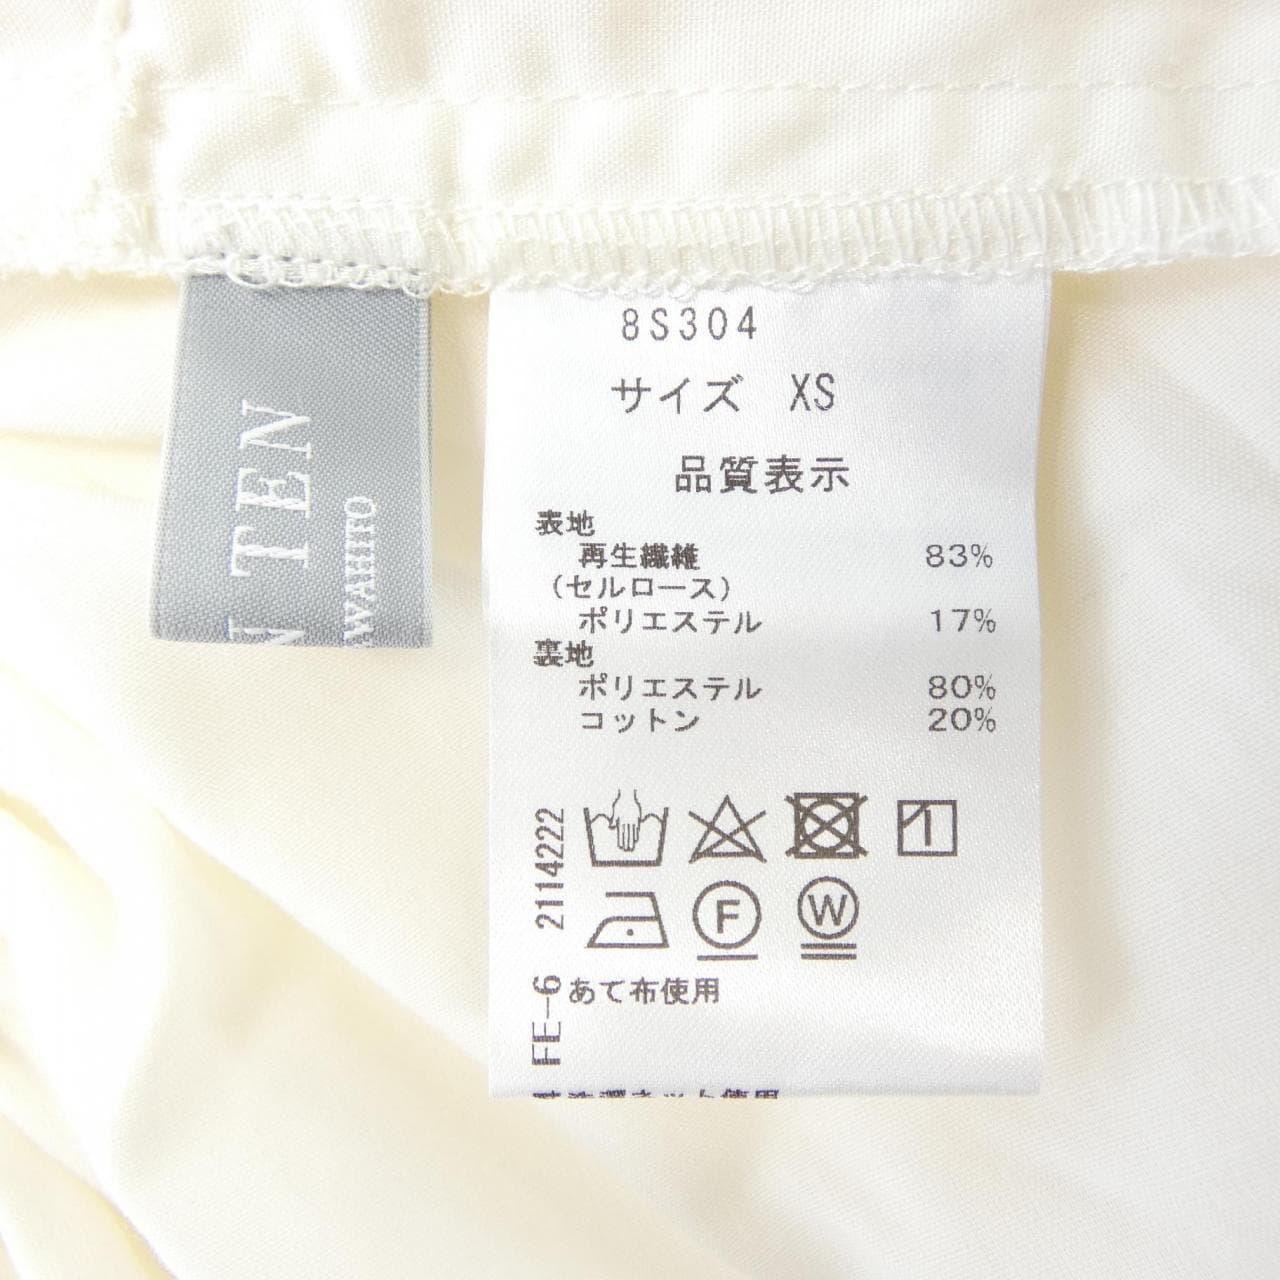 TEN
8S304
サイズ XS
品質表示
表地
再生繊維 83%
(セルロース)
ポリエステル 17%
裏地
ポリエステル 80%
コットン 20%
2114222
F
W
FE-6
あて布使用